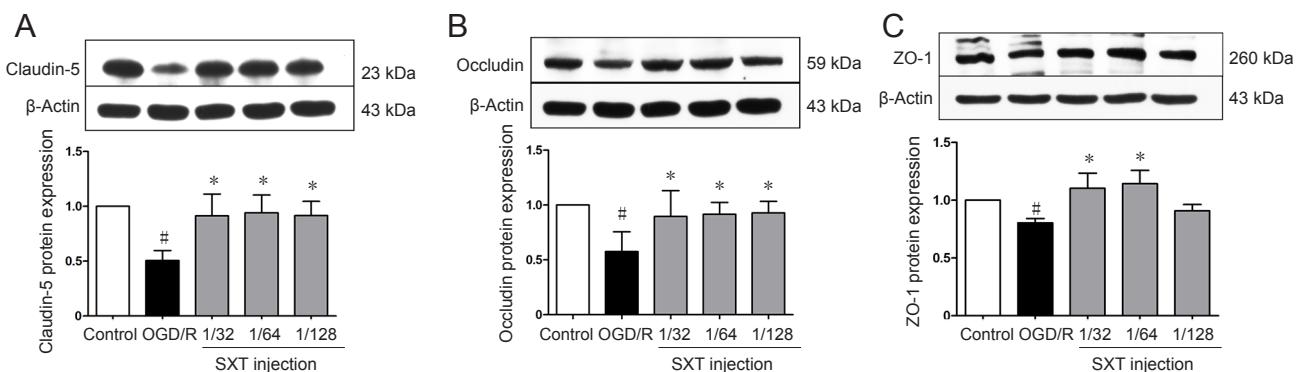 A
Claudin-5
23 kDa
β-Actin
43 kDa
Claudin-5 protein expression
1.5
1.0
0.5
0
*
*
*
#
Control OGD/R 1/32 1/64 1/128
SXT injection
B
Occludin
59 kDa
β-Actin
43 kDa
Occludin protein expression
1.5
1.0
0.5
0
*
*
*
#
Control OGD/R 1/32 1/64 1/128
SXT injection
C
ZO-1
260 kDa
β-Actin
43 kDa
ZO-1 protein expression
1.5
1.0
0.5
0
*
*
#
Control OGD/R 1/32 1/64 1/128
SXT injection